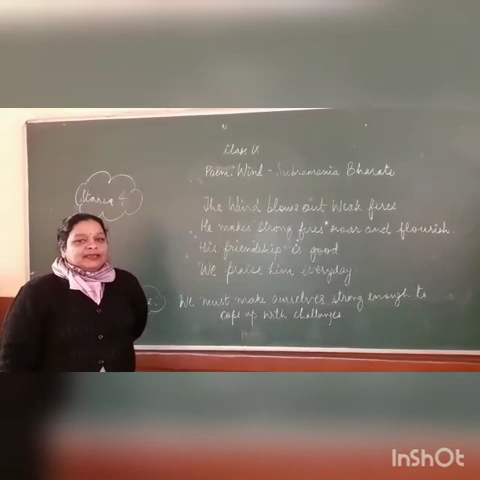 Class IX
Poem: Wind - Subramania Bharati
Stanza 4.
The Wind blows out weak fires
He makes strong fires roar and flourish.
His friendship is good
We praise him everyday
We must make ourselves strong enough to
cope up with challenges
InShOt